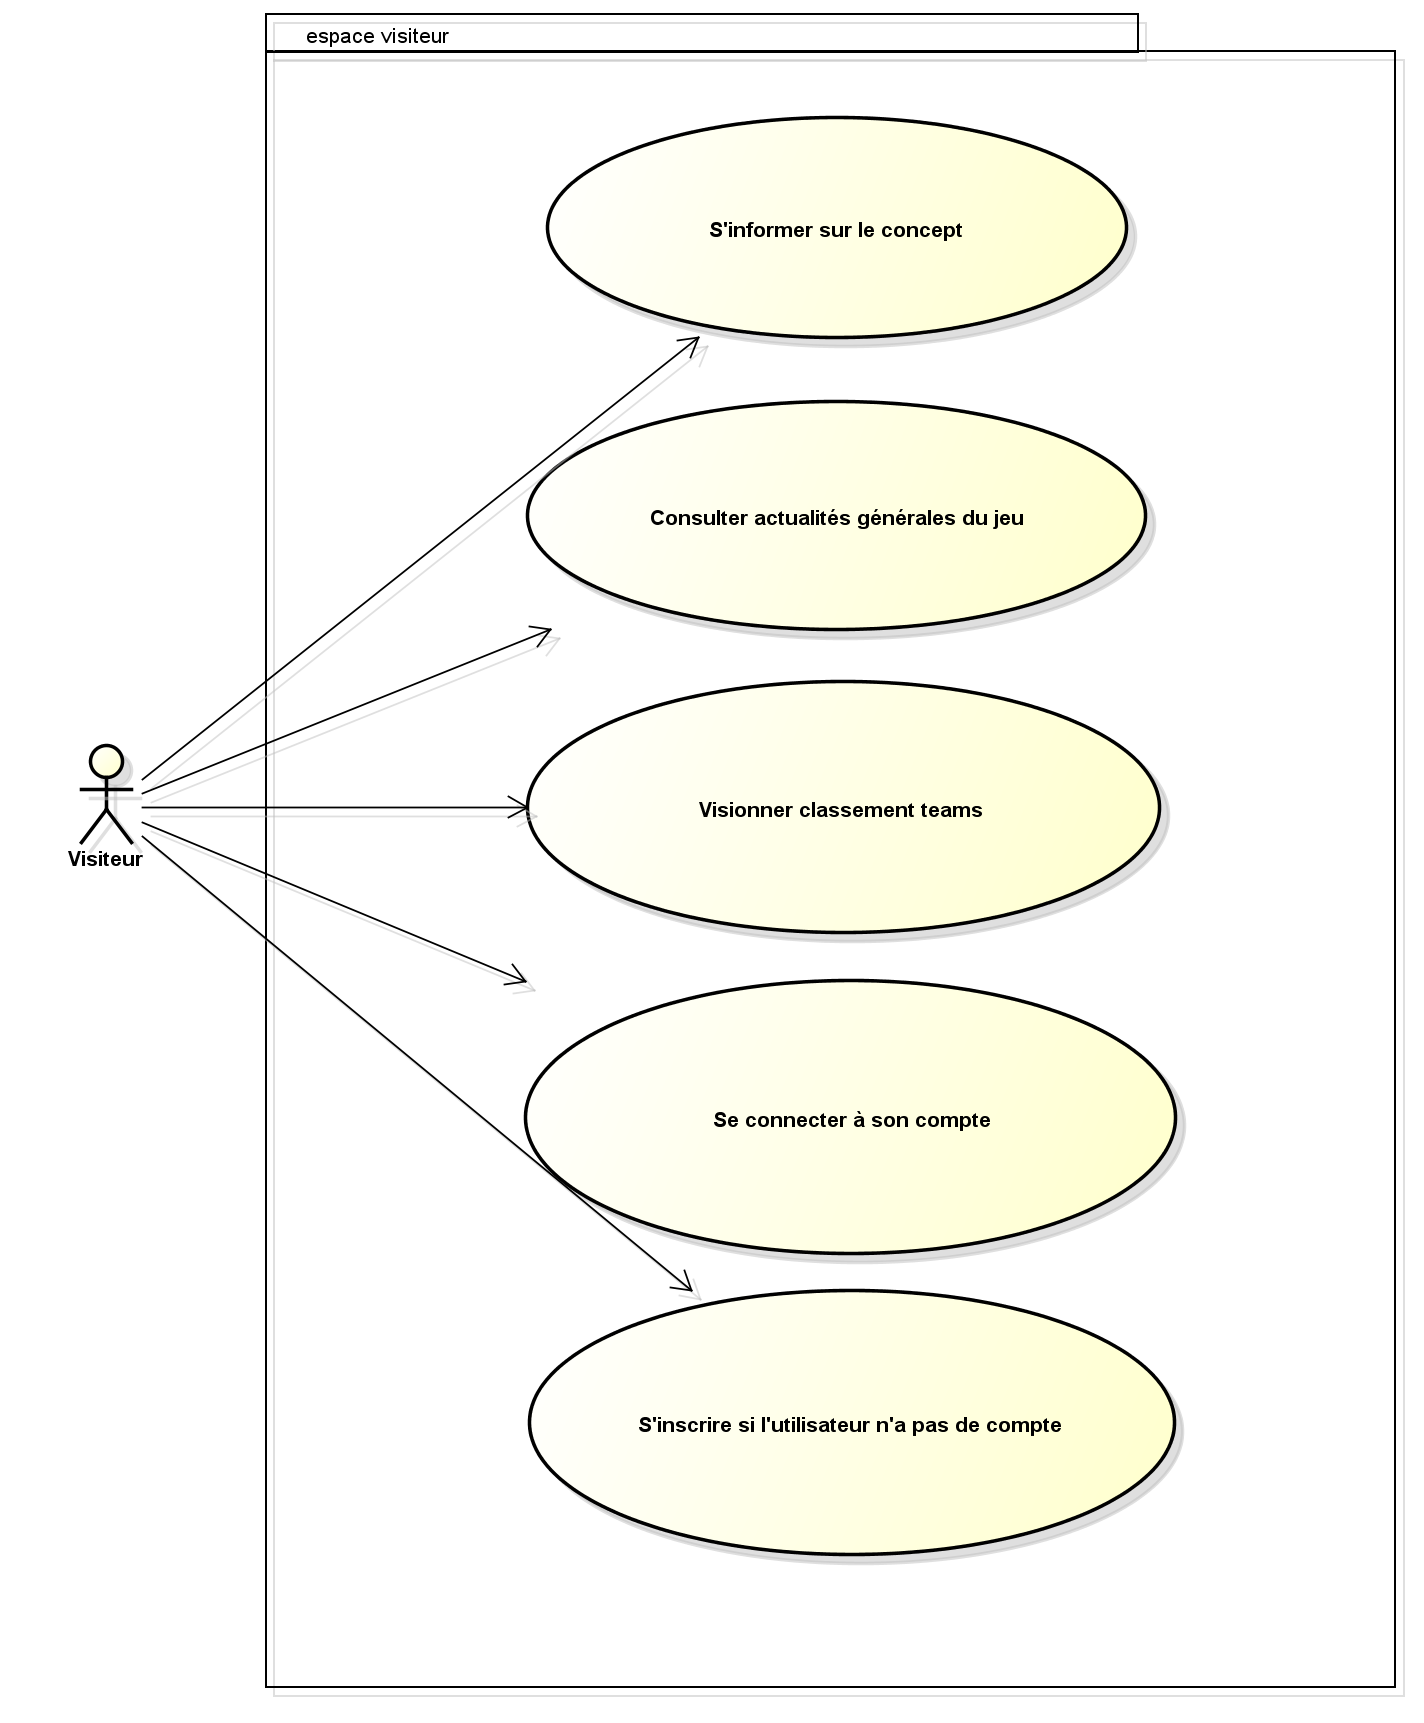 espace visiteur
S'informer sur le concept
Consulter actualités générales du jeu
Visionner classement teams
Visiteur
Se connecter à son compte
S'inscrire si l'utilisateur n'a pas de compte